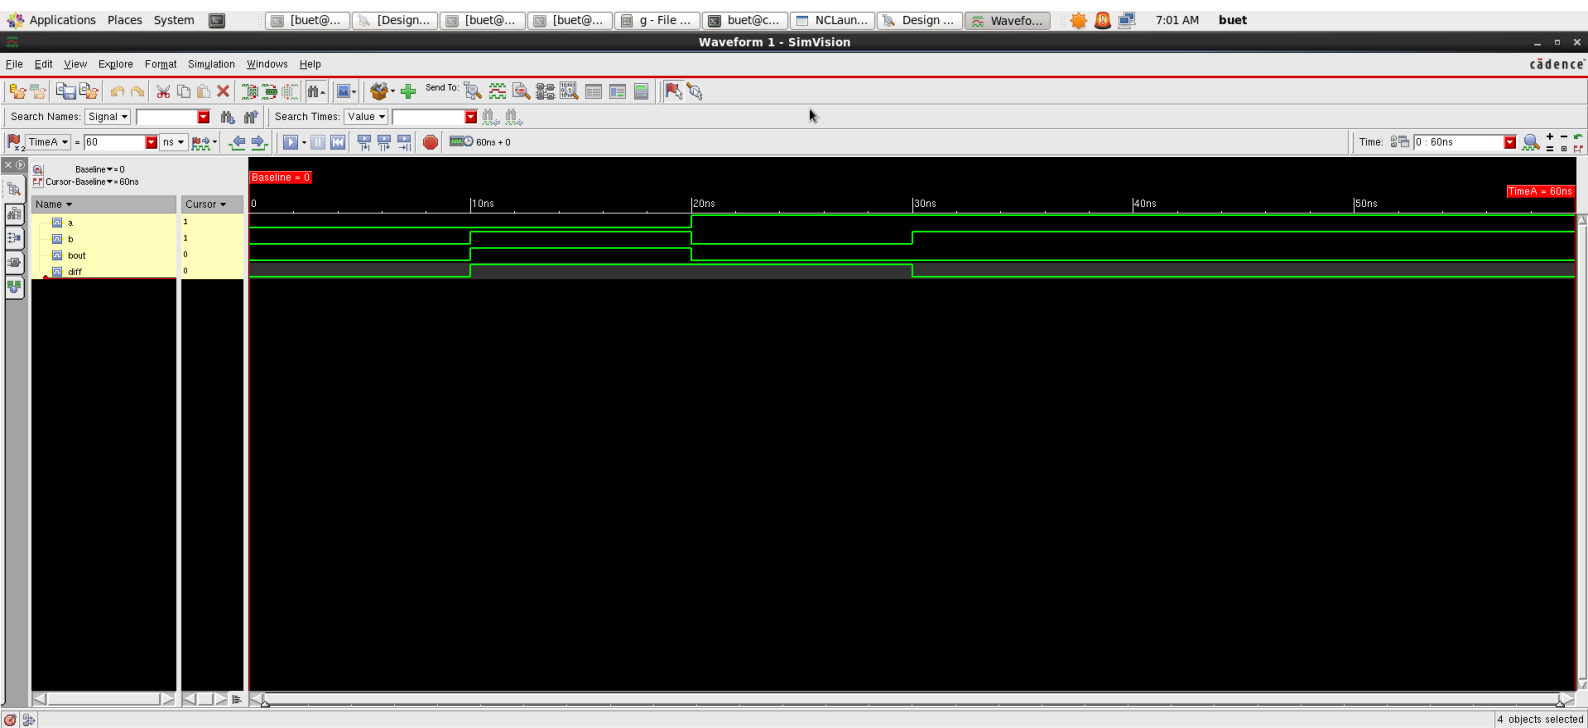 Applications Places System [buet@... [Design... [buet@... [buet@... g - File ... buet@c... NCLaun... Design ... Wavefo... 7:01 AM buet
Waveform 1 - SimVision
File Edit View Explore Format Simulation Windows Help cādence
Send To:
Search Names: Signal Search Times: Value
TimeA = 60 ns 60ns + 0 Time: 0 : 60ns
Baseline = 0
Cursor-Baseline = 60ns
Baseline = 0
TimeA = 60ns
Name Cursor 0 10ns 20ns 30ns 40ns 50ns
a 1
b 1
bout 0
diff 0
4 objects selected